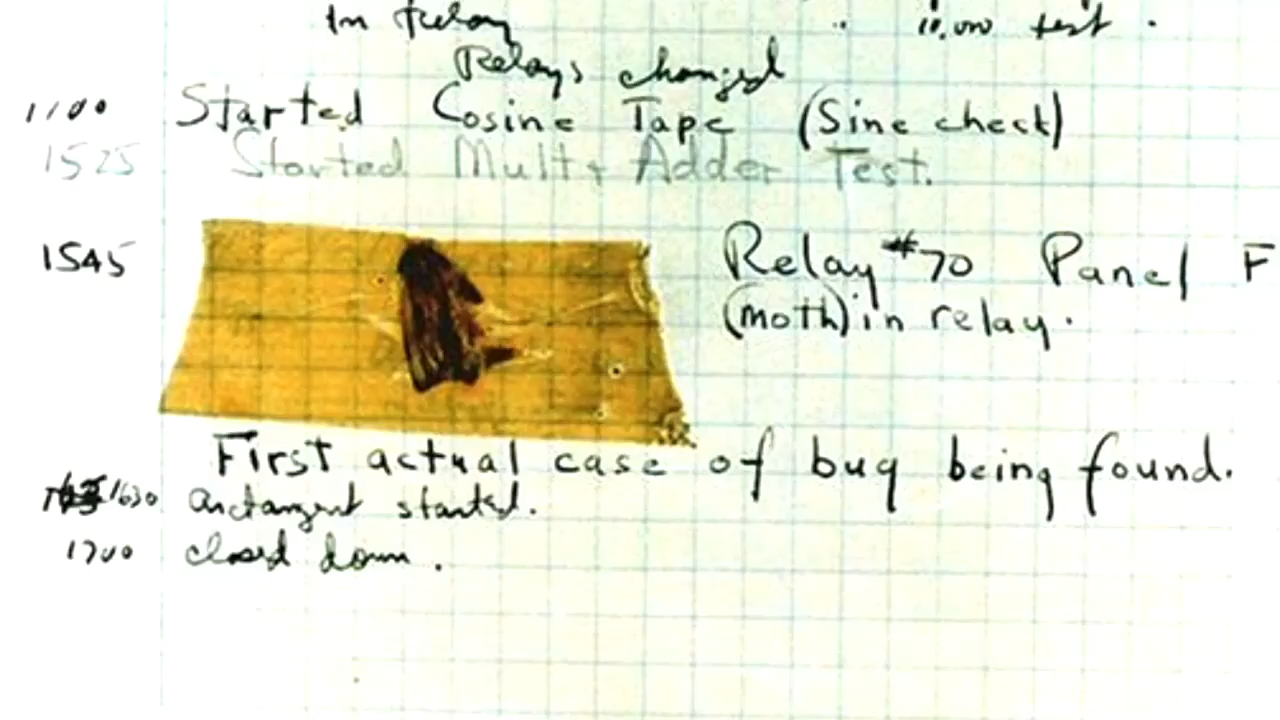 In Relay " 11,000 test .
Relays changed
1100 Started Cosine Tape (Sine check)
1525 Started Mult + Adder Test.
1545 Relay #70 Panel F
(moth) in relay.
First actual case of bug being found.
1630 arctangent started.
1700 closed down .